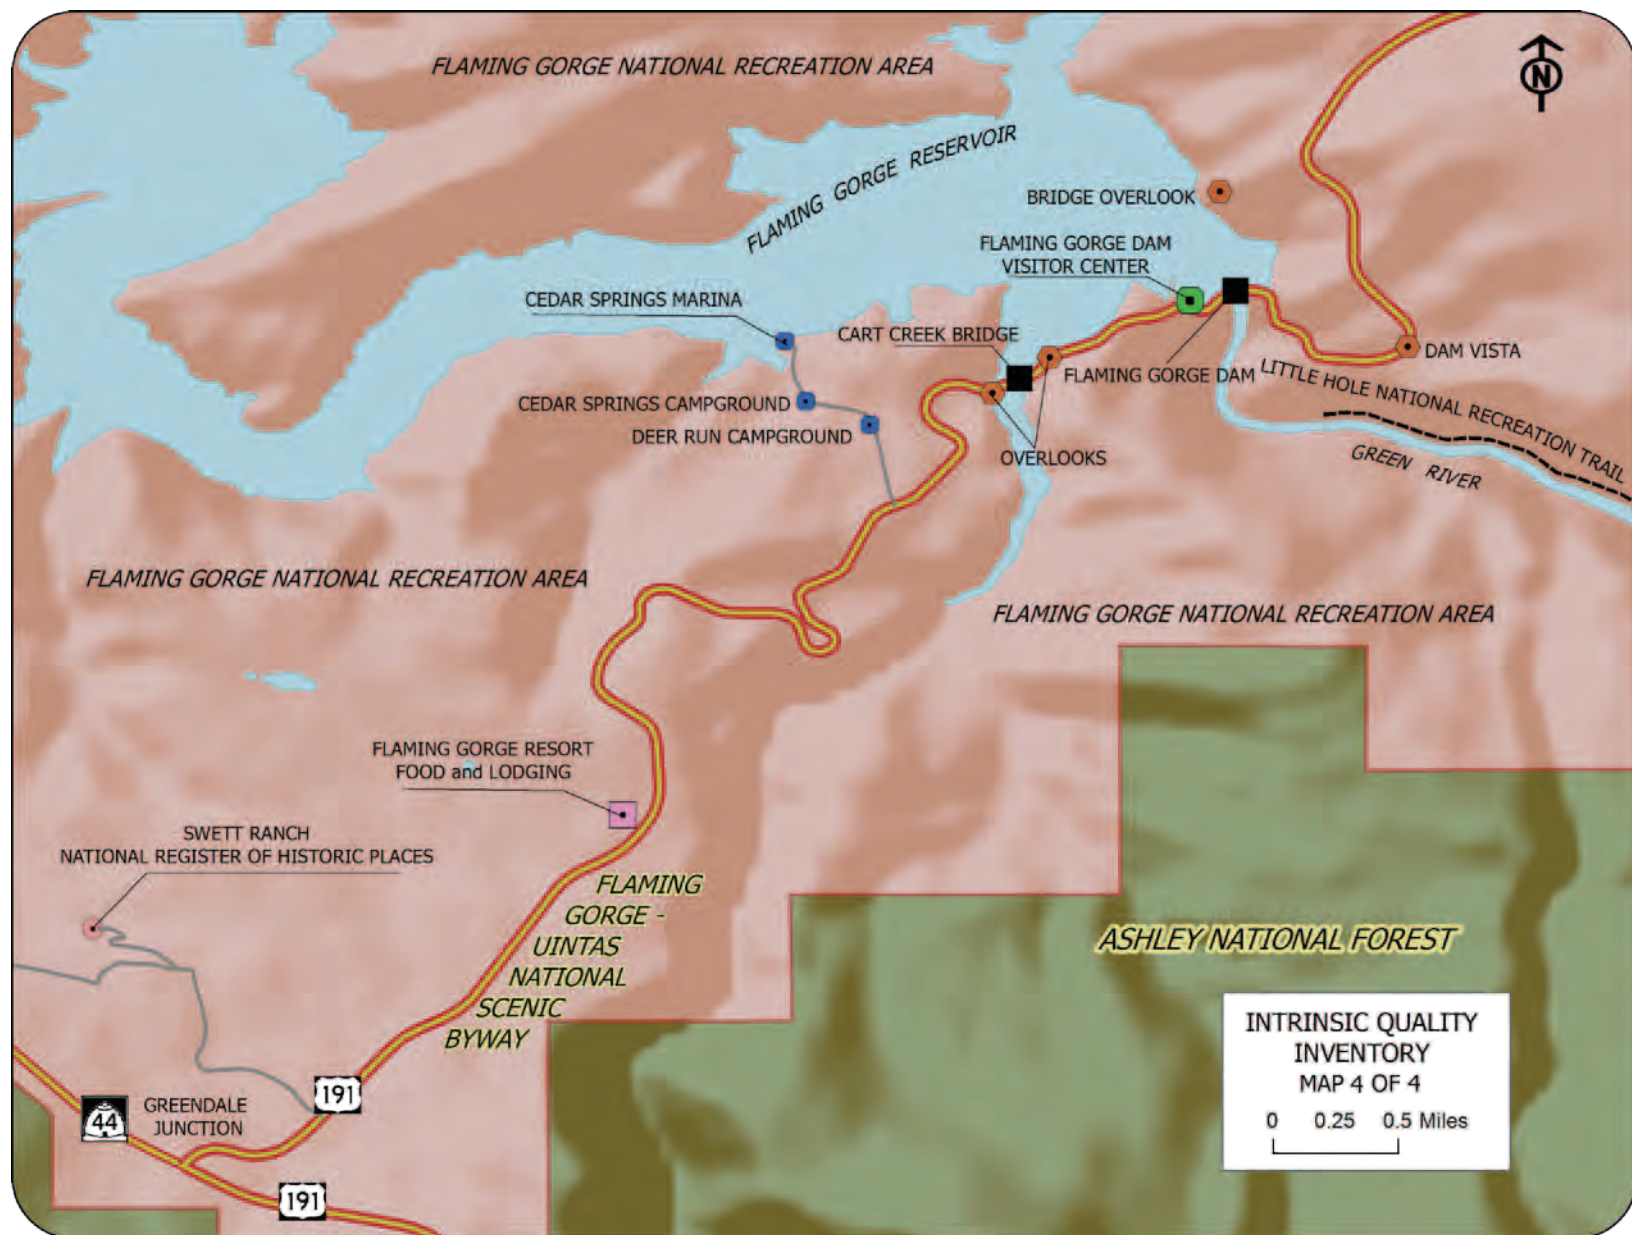 FLAMING GORGE NATIONAL RECREATION AREA
N
FLAMING GORGE RESERVOIR
BRIDGE OVERLOOK
FLAMING GORGE DAM
VISITOR CENTER
CEDAR SPRINGS MARINA
CART CREEK BRIDGE
FLAMING GORGE DAM
DAM VISTA
LITTLE HOLE NATIONAL RECREATION TRAIL
CEDAR SPRINGS CAMPGROUND
DEER RUN CAMPGROUND
OVERLOOKS
GREEN RIVER
FLAMING GORGE NATIONAL RECREATION AREA
FLAMING GORGE NATIONAL RECREATION AREA
FLAMING GORGE RESORT
FOOD and LODGING
SWETT RANCH
NATIONAL REGISTER OF HISTORIC PLACES
FLAMING
GORGE -
UINTAS
NATIONAL
SCENIC
BYWAY
ASHLEY NATIONAL FOREST
INTRINSIC QUALITY
INVENTORY
MAP 4 OF 4
0 0.25 0.5 Miles
191
44
GREENDALE
JUNCTION
191